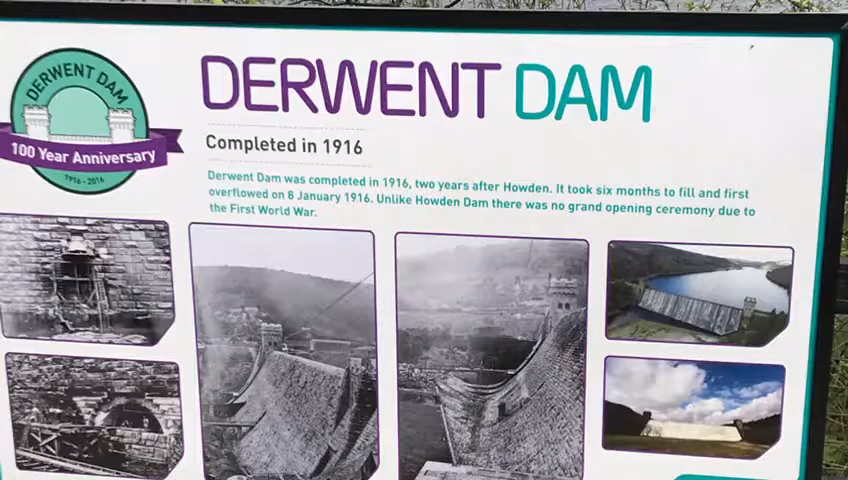 DERWENT DAM
100 Year Anniversary
1916 - 2016
DERWENT DAM
Completed in 1916
Derwent Dam was completed in 1916, two years after Howden. It took six months to fill and first
overflowed on 8 January 1916. Unlike Howden Dam there was no grand opening ceremony due to
the First World War.